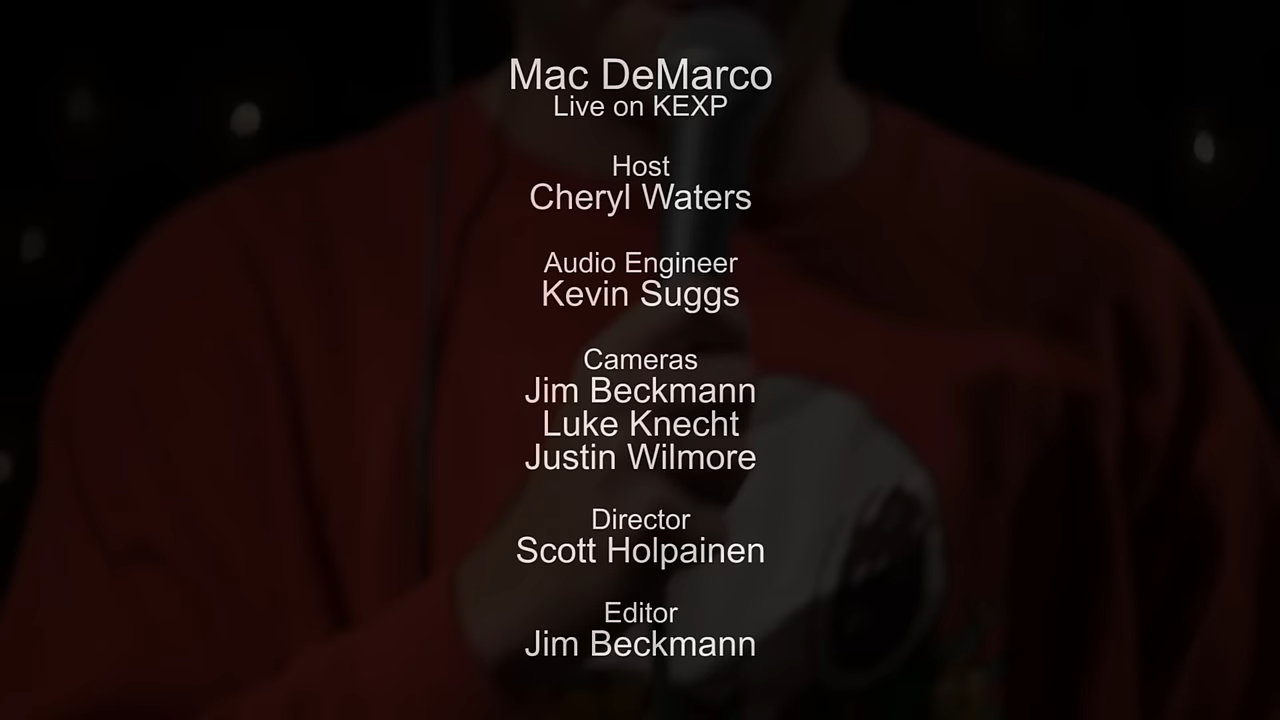 Mac DeMarco
Live on KEXP
Host
Cheryl Waters
Audio Engineer
Kevin Suggs
Cameras
Jim Beckmann
Luke Knecht
Justin Wilmore
Director
Scott Holpainen
Editor
Jim Beckmann